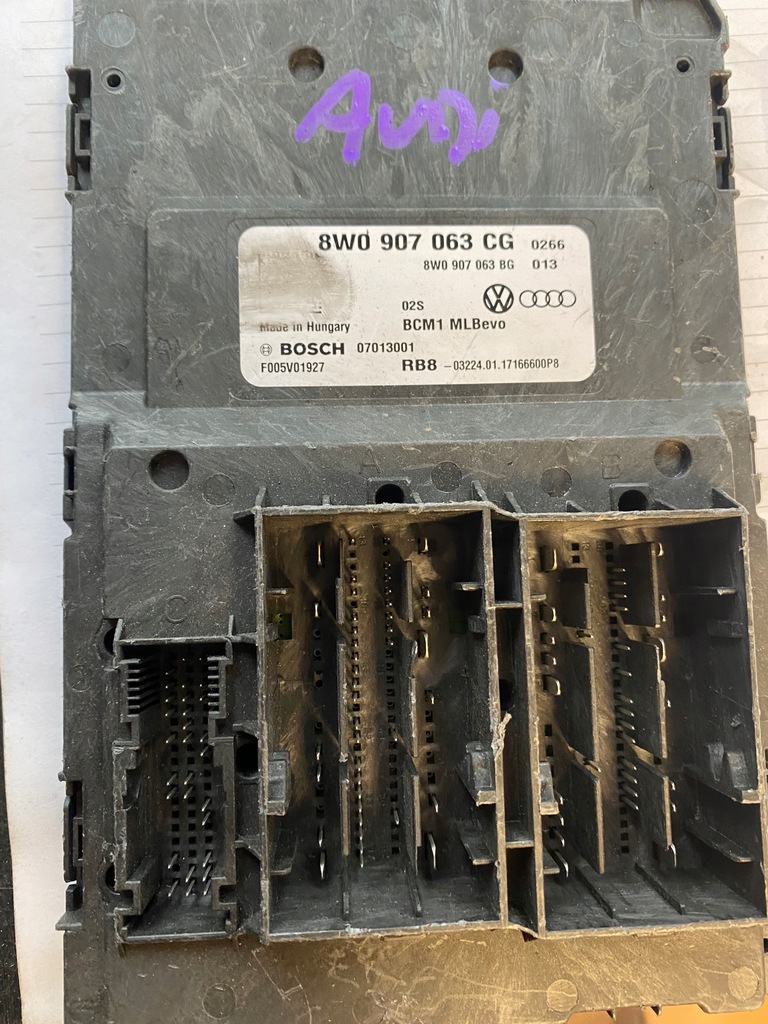 Audi
8W0 907 063 CG 0266
8W0 907 063 BG 013
02S
Made in Hungary BCM1 MLBevo
BOSCH 07013001
F005V01927 RB8 -03224.01.17166600P8
A B
C